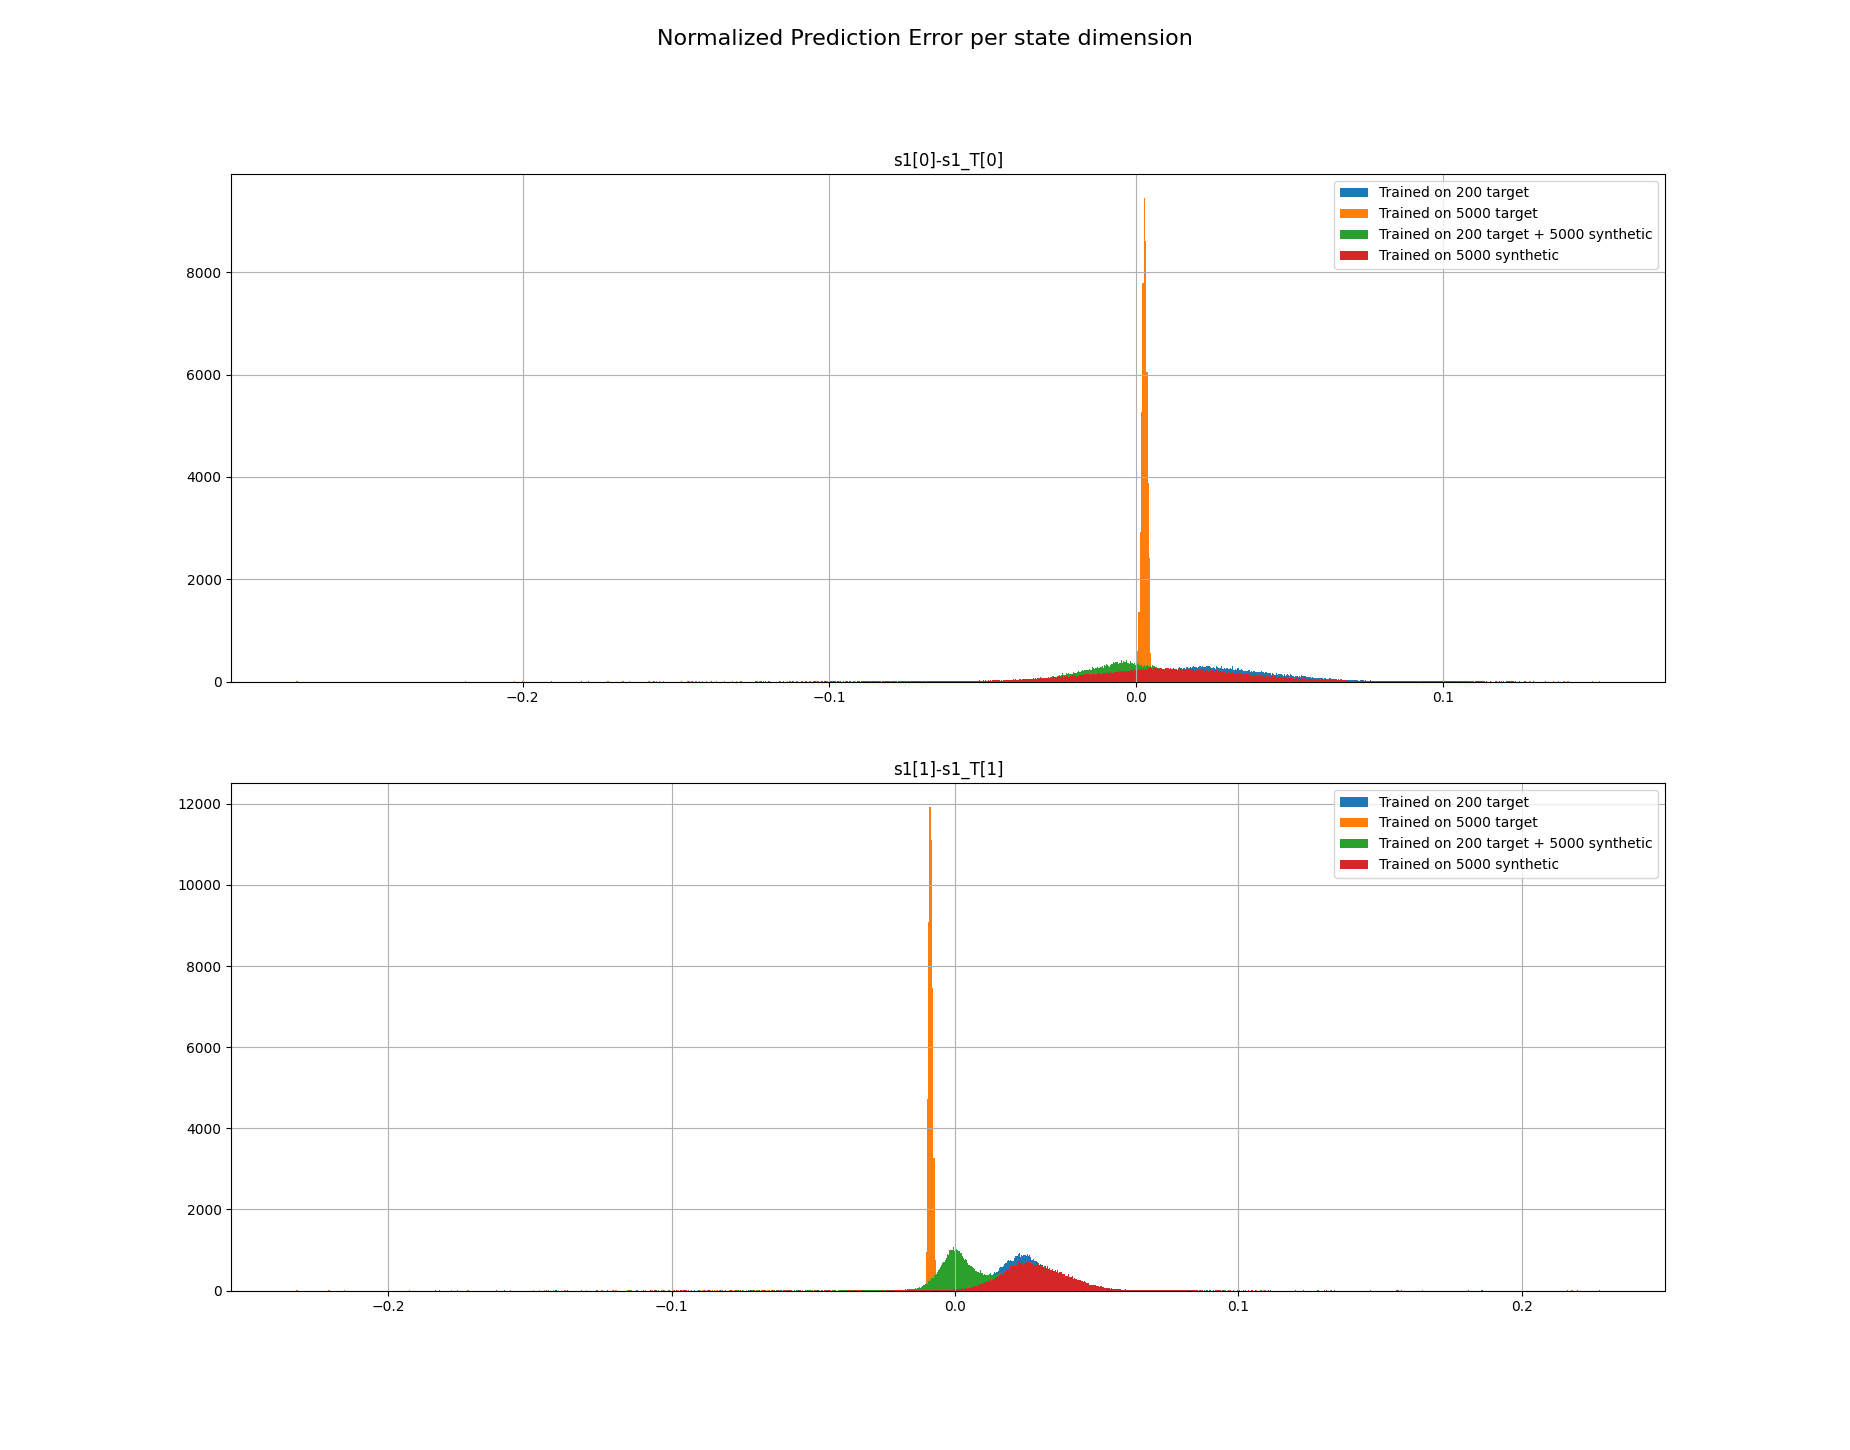 Normalized Prediction Error per state dimension
s1[0]-s1_T[0]
Trained on 200 target
Trained on 5000 target
Trained on 200 target + 5000 synthetic
Trained on 5000 synthetic
8000
6000
4000
2000
0
−0.2
−0.1
0.0
0.1
s1[1]-s1_T[1]
Trained on 200 target
Trained on 5000 target
Trained on 200 target + 5000 synthetic
Trained on 5000 synthetic
12000
10000
8000
6000
4000
2000
0
−0.2
−0.1
0.0
0.1
0.2